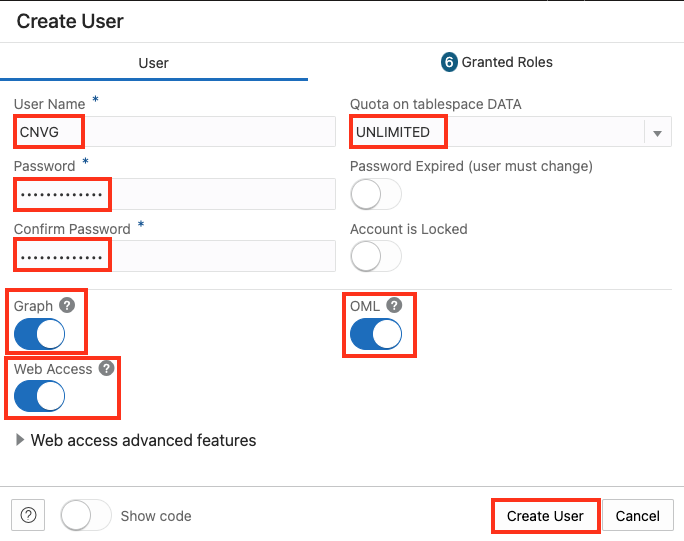 Create User
User
6 Granted Roles
User Name *
Quota on tablespace DATA
CNVG
UNLIMITED
Password *
Password Expired (user must change)
•••••••••••••
Confirm Password *
Account is Locked
•••••••••••••
Graph ?
OML ?
Web Access ?
Web access advanced features
? Show code
Create User
Cancel